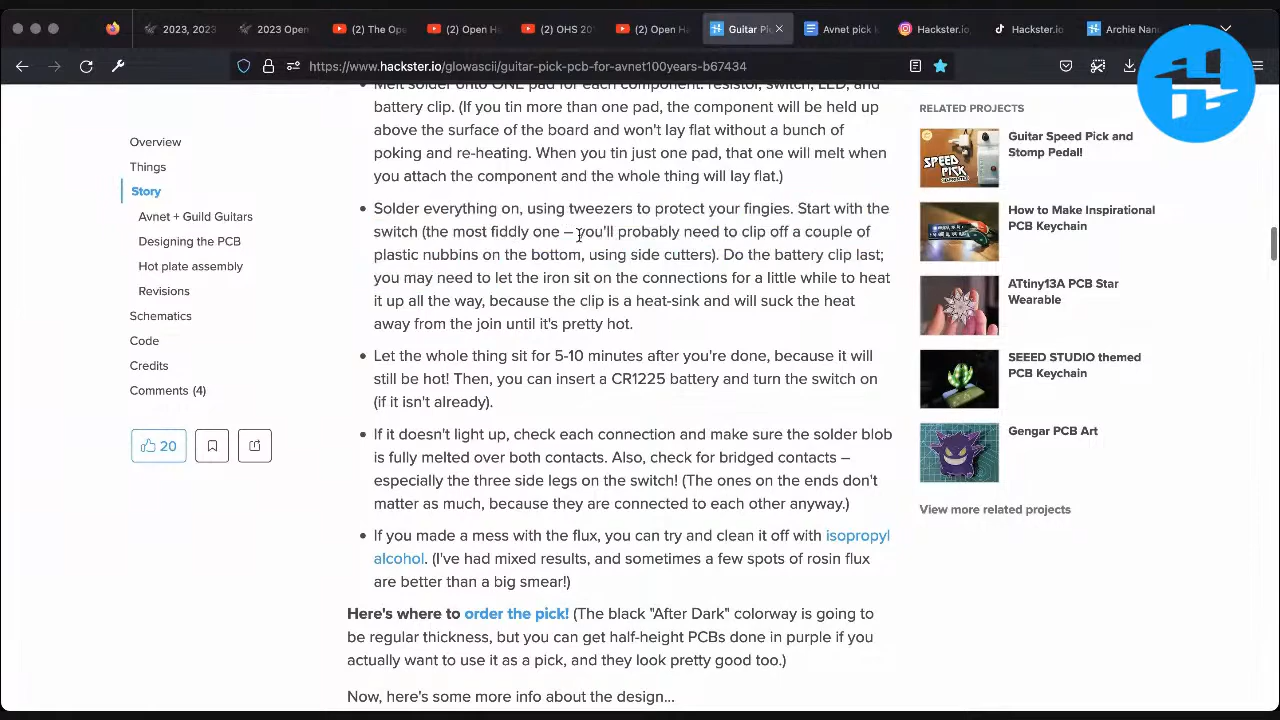 2023, 2023
2023 Open
(2) The Ope
(2) Open H
(2) OHS 20
(2) Open Ha
Guitar Pi
Avnet pick b
Hackster.io,
Hackster.io
Archie Nan
https://www.hackster.io/glowascii/guitar-pick-pcb-for-avnet100years-b67434
Overview
Things
Story
Avnet + Guild Guitars
Designing the PCB
Hot plate assembly
Revisions
Schematics
Code
Credits
Comments (4)
20
Melt solder onto ONE pad for each component: resistor, switch, LED, and
battery clip. (If you tin more than one pad, the component will be held up
above the surface of the board and won't lay flat without a bunch of
poking and re-heating. When you tin just one pad, that one will melt when
you attach the component and the whole thing will lay flat.)
• Solder everything on, using tweezers to protect your fingies. Start with the
switch (the most fiddly one – you'll probably need to clip off a couple of
plastic nubbins on the bottom, using side cutters). Do the battery clip last;
you may need to let the iron sit on the connections for a little while to heat
it up all the way, because the clip is a heat-sink and will suck the heat
away from the join until it's pretty hot.
• Let the whole thing sit for 5-10 minutes after you're done, because it will
still be hot! Then, you can insert a CR1225 battery and turn the switch on
(if it isn't already).
• If it doesn't light up, check each connection and make sure the solder blob
is fully melted over both contacts. Also, check for bridged contacts –
especially the three side legs on the switch! (The ones on the ends don't
matter as much, because they are connected to each other anyway.)
• If you made a mess with the flux, you can try and clean it off with isopropyl
alcohol. (I've had mixed results, and sometimes a few spots of rosin flux
are better than a big smear!)
Here's where to order the pick! (The black "After Dark" colorway is going to
be regular thickness, but you can get half-height PCBs done in purple if you
actually want to use it as a pick, and they look pretty good too.)
Now, here's some more info about the design...
RELATED PROJECTS
SPEED
PICK
Guitar Speed Pick and
Stomp Pedal!
How to Make Inspirational
PCB Keychain
ATtiny13A PCB Star
Wearable
SEEED STUDIO themed
PCB Keychain
Gengar PCB Art
View more related projects